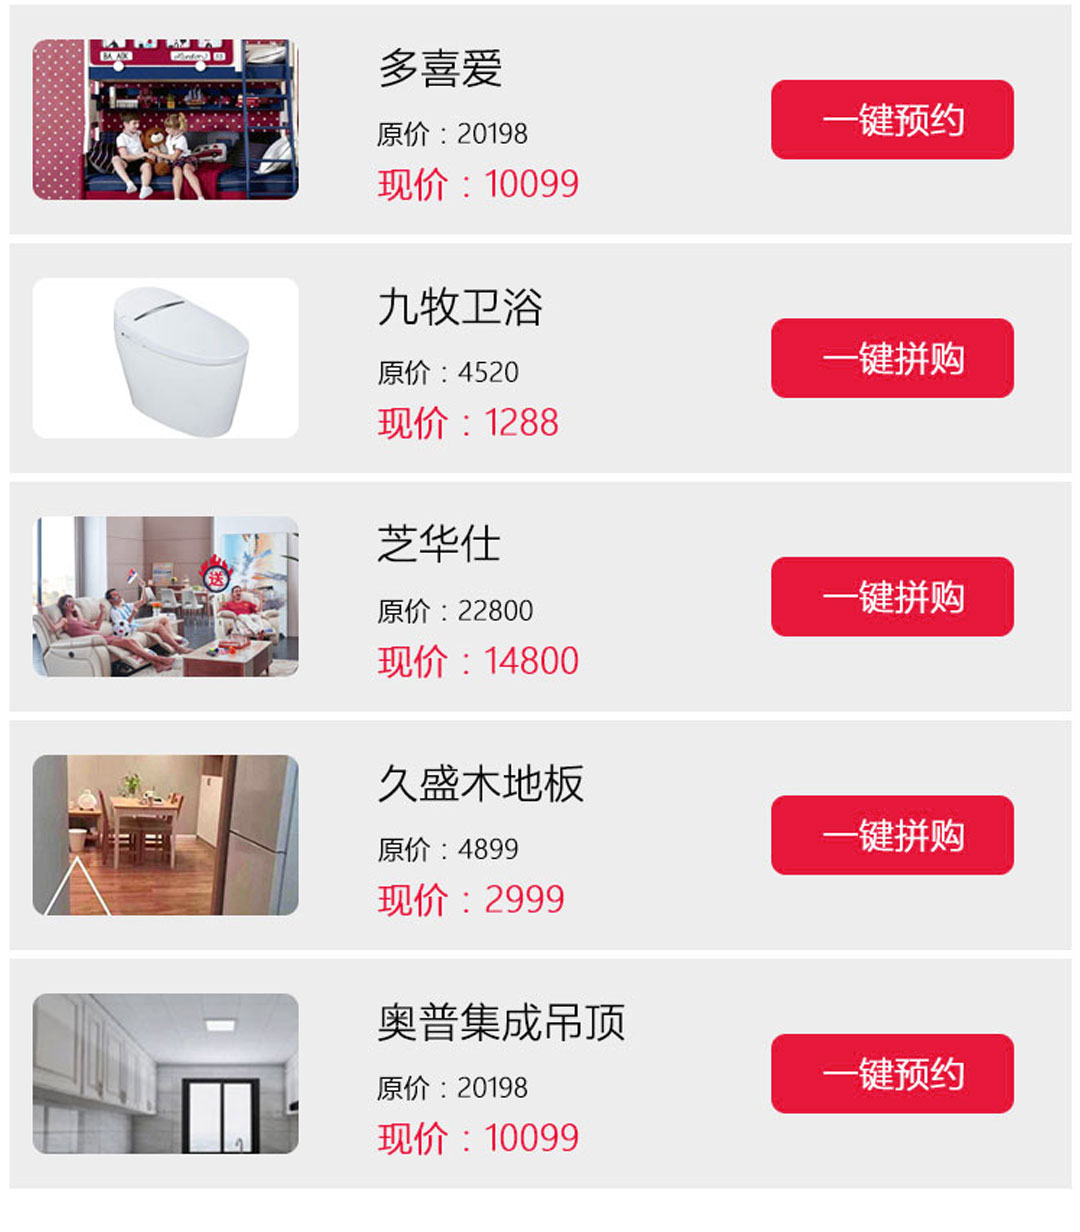 多喜爱
原价：20198
现价：10099
一键预约
九牧卫浴
原价：4520
现价：1288
一键拼购
芝华仕
原价：22800
现价：14800
一键拼购
送
久盛木地板
原价：4899
现价：2999
一键拼购
奥普集成吊顶
原价：20198
现价：10099
一键预约